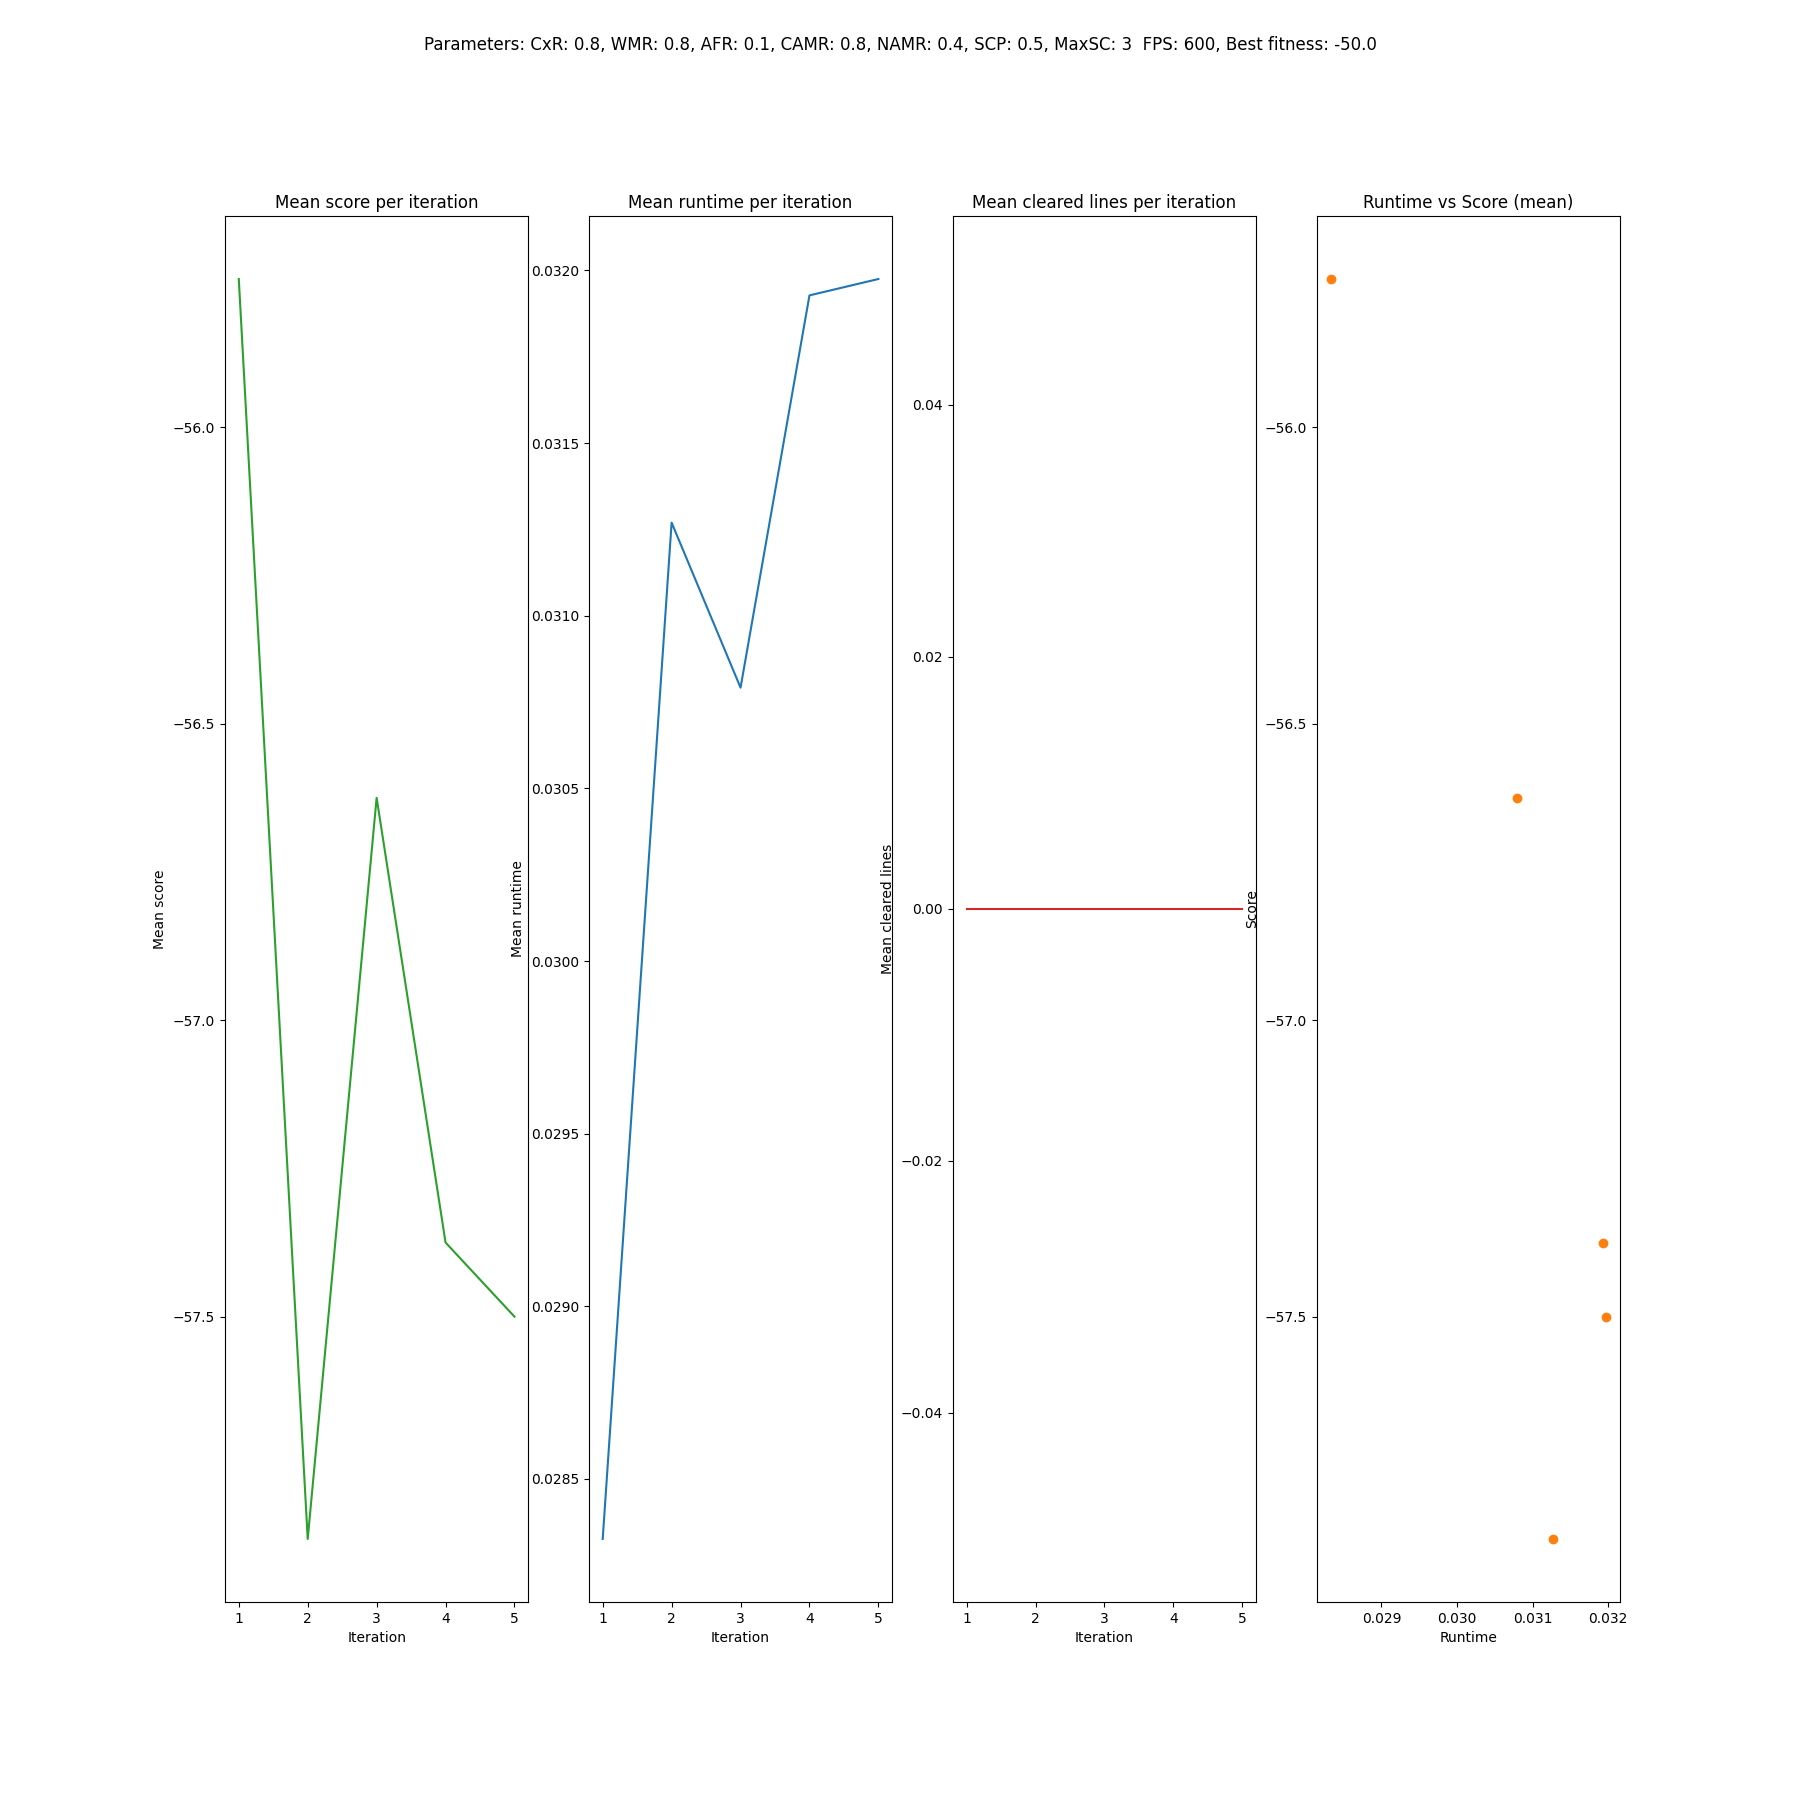 Parameters: CxR: 0.8, WMR: 0.8, AFR: 0.1, CAMR: 0.8, NAMR: 0.4, SCP: 0.5, MaxSC: 3  FPS: 600, Best fitness: -50.0
Mean score per iteration
Mean score
−56.0
−56.5
−57.0
−57.5
1 2 3 4 5
Iteration
Mean runtime per iteration
Mean runtime
0.0320
0.0315
0.0310
0.0305
0.0300
0.0295
0.0290
0.0285
1 2 3 4 5
Iteration
Mean cleared lines per iteration
Mean cleared lines
0.04
0.02
0.00
−0.02
−0.04
1 2 3 4 5
Iteration
Runtime vs Score (mean)
Score
−56.0
−56.5
−57.0
−57.5
0.029 0.030 0.031 0.032
Runtime